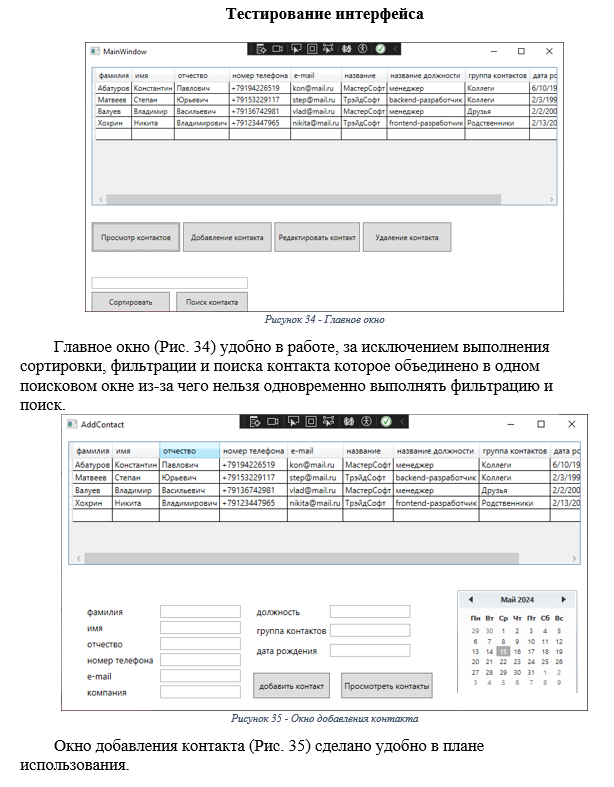 Тестирование интерфейса
MainWindow
фамилия имя отчество номер телефона e-mail название название должности группа контактов дата ро
Абатуров Константин Павлович +79194226519 kon@mail.ru МастерСофт менеджер Коллеги 6/10/19
Матвеев Степан Юрьевич +79153229117 step@mail.ru ТрэйдСофт backend-разработчик Коллеги 2/3/199
Валуев Владимир Васильевич +79136742981 vlad@mail.ru МастерСофт менеджер Друзья 2/2/200
Хохрин Никита Владимирович +79123447965 nikita@mail.ru ТрэйдСофт frontend-разработчик Родственники 2/13/20
Просмотр контактов Добавление контакта Редактировать контакт Удаление контакта
Сортировать Поиск контакта
Рисунок 34 - Главное окно
Главное окно (Рис. 34) удобно в работе, за исключением выполнения
сортировки, фильтрации и поиска контакта которое объединено в одном
поисковом окне из-за чего нельзя одновременно выполнять фильтрацию и
поиск.
AddContact
фамилия имя отчество номер телефона e-mail название название должности группа контактов дата ро
Абатуров Константин Павлович +79194226519 kon@mail.ru МастерСофт менеджер Коллеги 6/10/19
Матвеев Степан Юрьевич +79153229117 step@mail.ru ТрэйдСофт backend-разработчик Коллеги 2/3/199
Валуев Владимир Васильевич +79136742981 vlad@mail.ru МастерСофт менеджер Друзья 2/2/200
Хохрин Никита Владимирович +79123447965 nikita@mail.ru ТрэйдСофт frontend-разработчик Родственники 2/13/20
фамилия
имя
отчество
номер телефона
e-mail
компания
должность
группа контактов
дата рождения
добавить контакт Просмотреть контакты
Май 2024
Пн Вт Ср Чт Пт Сб Вс
29 30 1 2 3 4 5
6 7 8 9 10 11 12
13 14 15 16 17 18 19
20 21 22 23 24 25 26
27 28 29 30 31 1 2
3 4 5 6 7 8 9
Рисунок 35 - Окно добавления контакта
Окно добавления контакта (Рис. 35) сделано удобно в плане
использования.